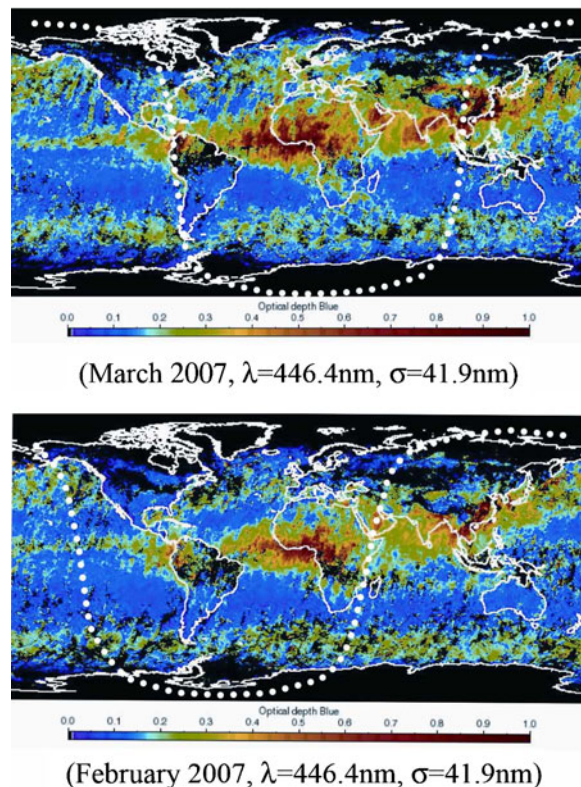 Optical depth Blue
0.0 0.1 0.2 0.3 0.4 0.5 0.6 0.7 0.8 0.9 1.0
(March 2007, λ=446.4nm, σ=41.9nm)
Optical depth Blue
0.0 0.1 0.2 0.3 0.4 0.5 0.6 0.7 0.8 0.9 1.0
(February 2007, λ=446.4nm, σ=41.9nm)